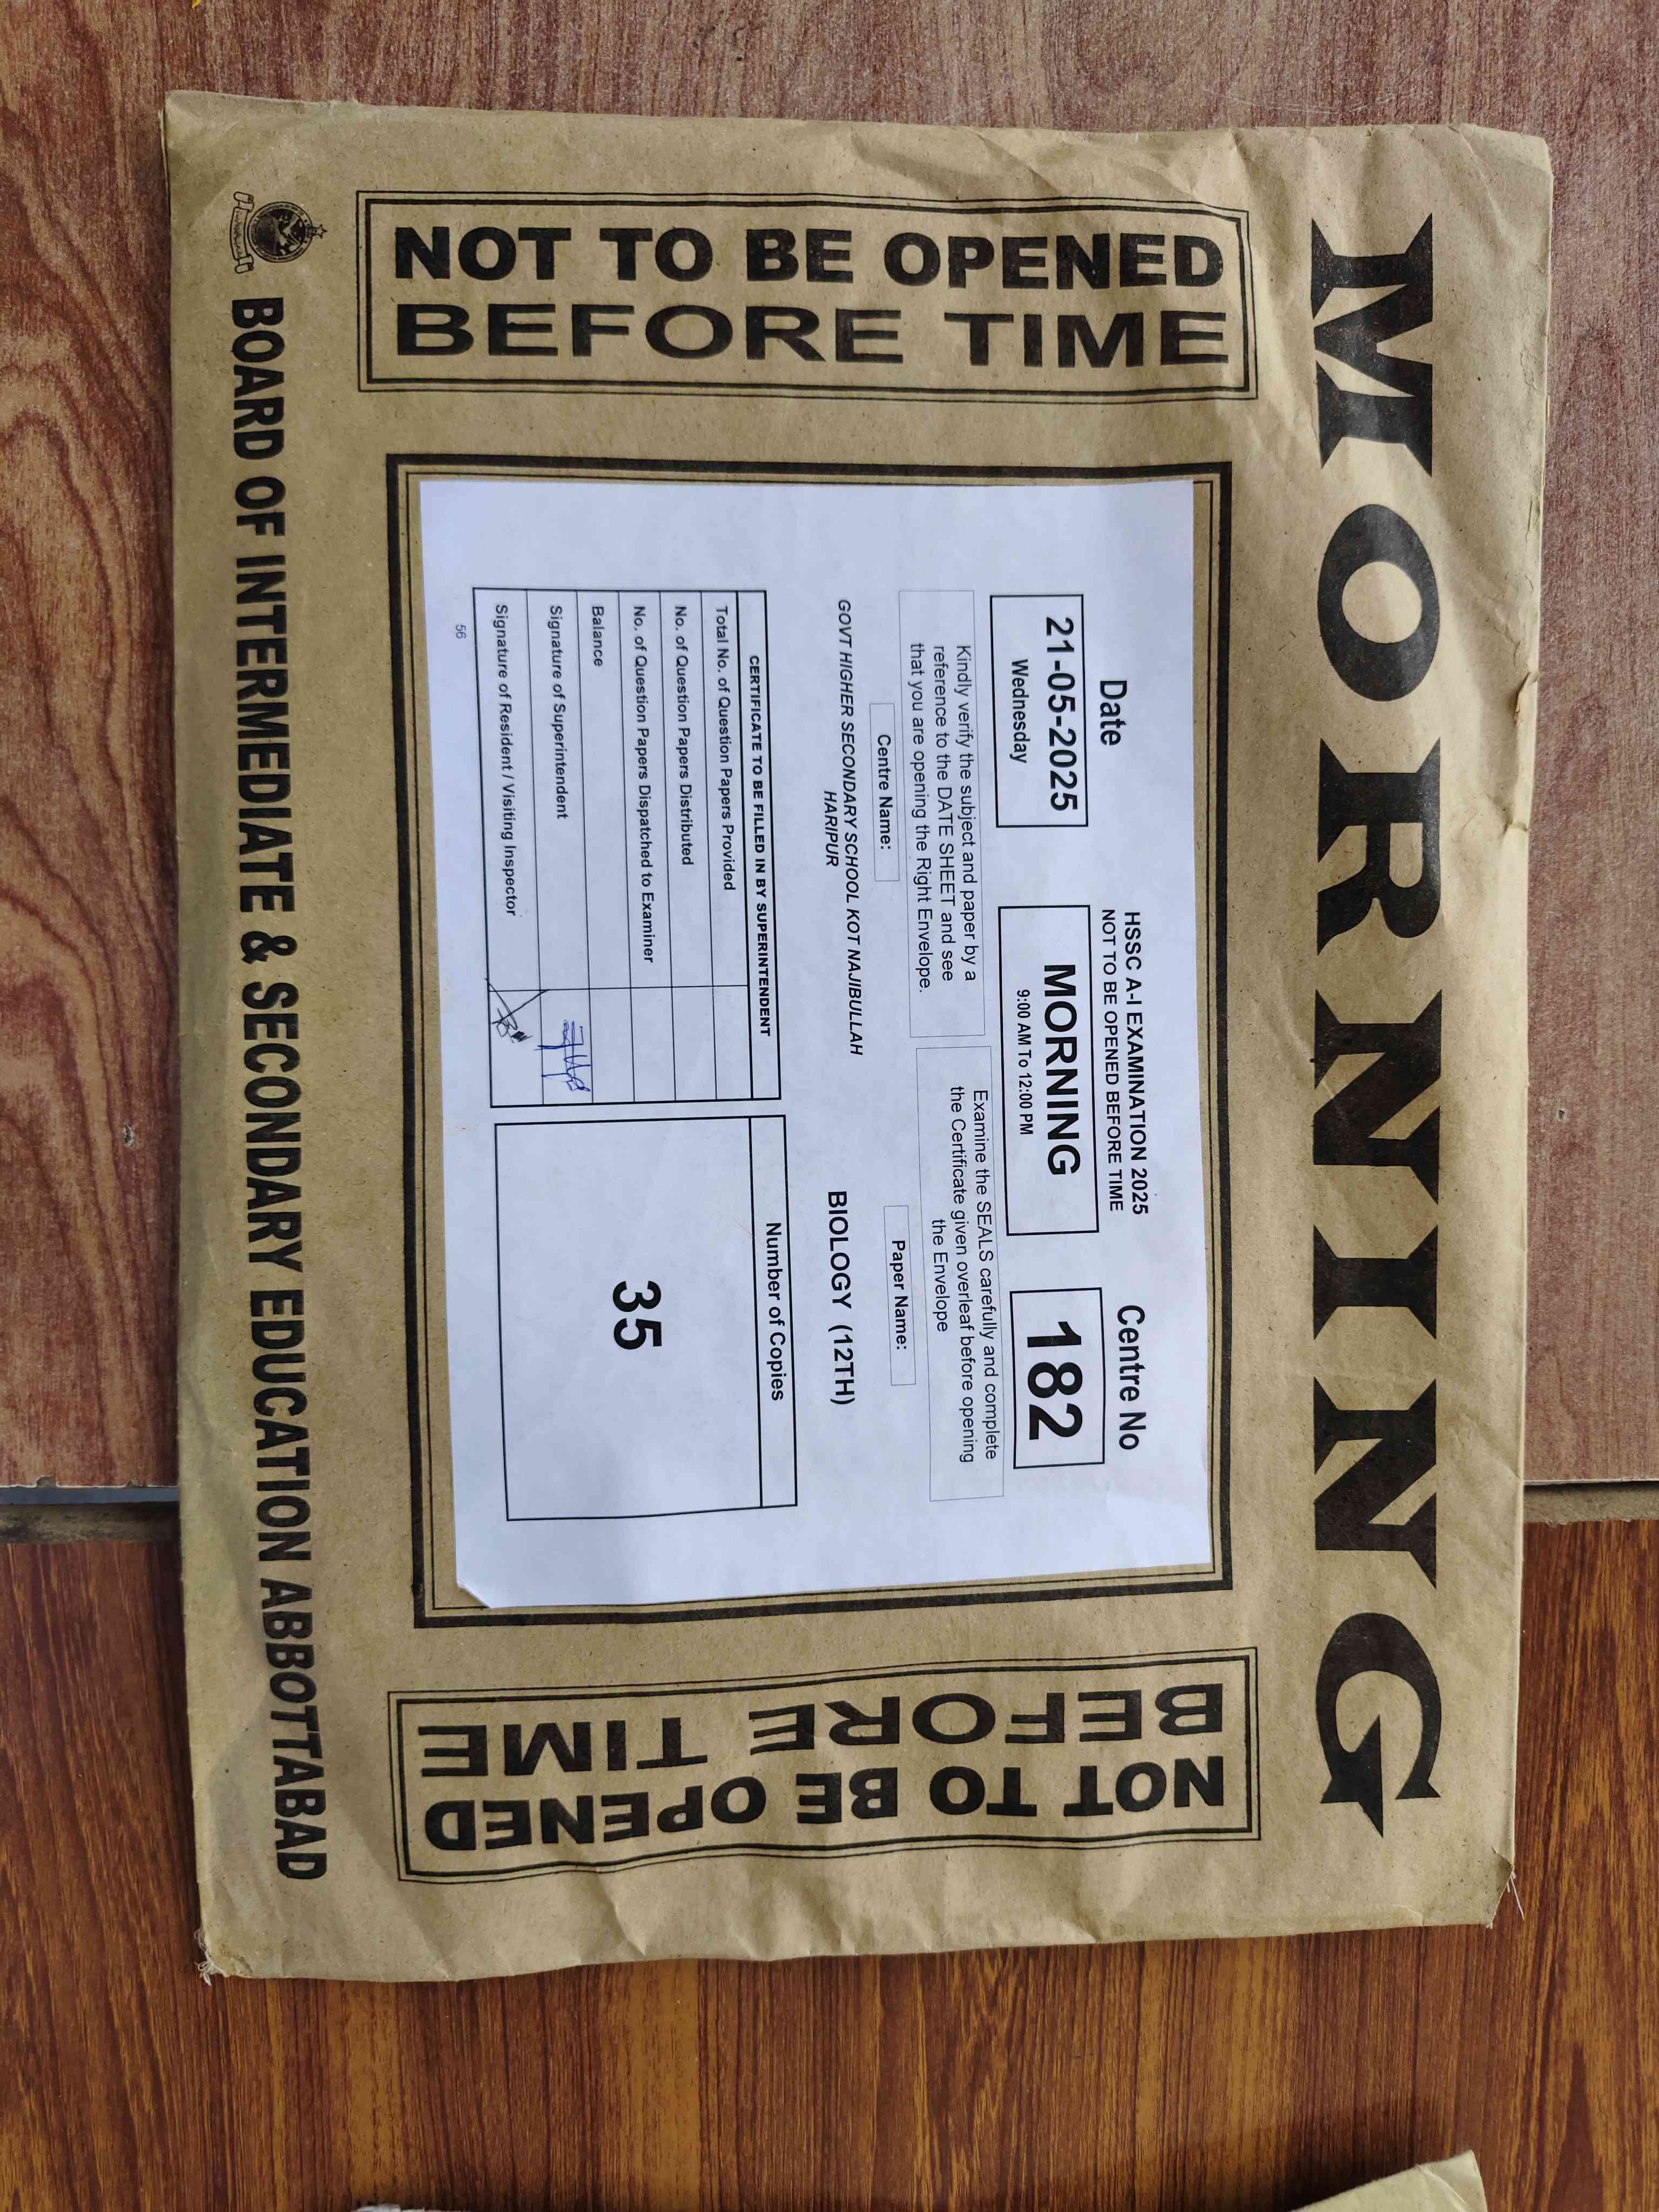 MORNING
NOT TO BE OPENED
BEFORE TIME
Date
21-05-2025
Wednesday
HSSC A-I EXAMINATION 2025
NOT TO BE OPENED BEFORE TIME
MORNING
9:00 AM To 12:00 PM
Centre No
182
Kindly verify the subject and paper by a
reference to the DATE SHEET and see
that you are opening the Right Envelope.
Examine the SEALS carefully and complete
the Certificate given overleaf before opening
the Envelope
Centre Name:
GOVT HIGHER SECONDARY SCHOOL KOT NAJIBULLAH
HARIPUR
Paper Name:
BIOLOGY (12TH)
CERTIFICATE TO BE FILLED IN BY SUPERINTENDENT
Total No. of Question Papers Provided
No. of Question Papers Distributed
No. of Question Papers Dispatched to Examiner
Balance
Signature of Superintendent
Signature of Resident / Visiting Inspector
Number of Copies
35
56
NOT TO BE OPENED
BEFORE TIME
BOARD OF INTERMEDIATE & SECONDARY EDUCATION ABBOTTABAD